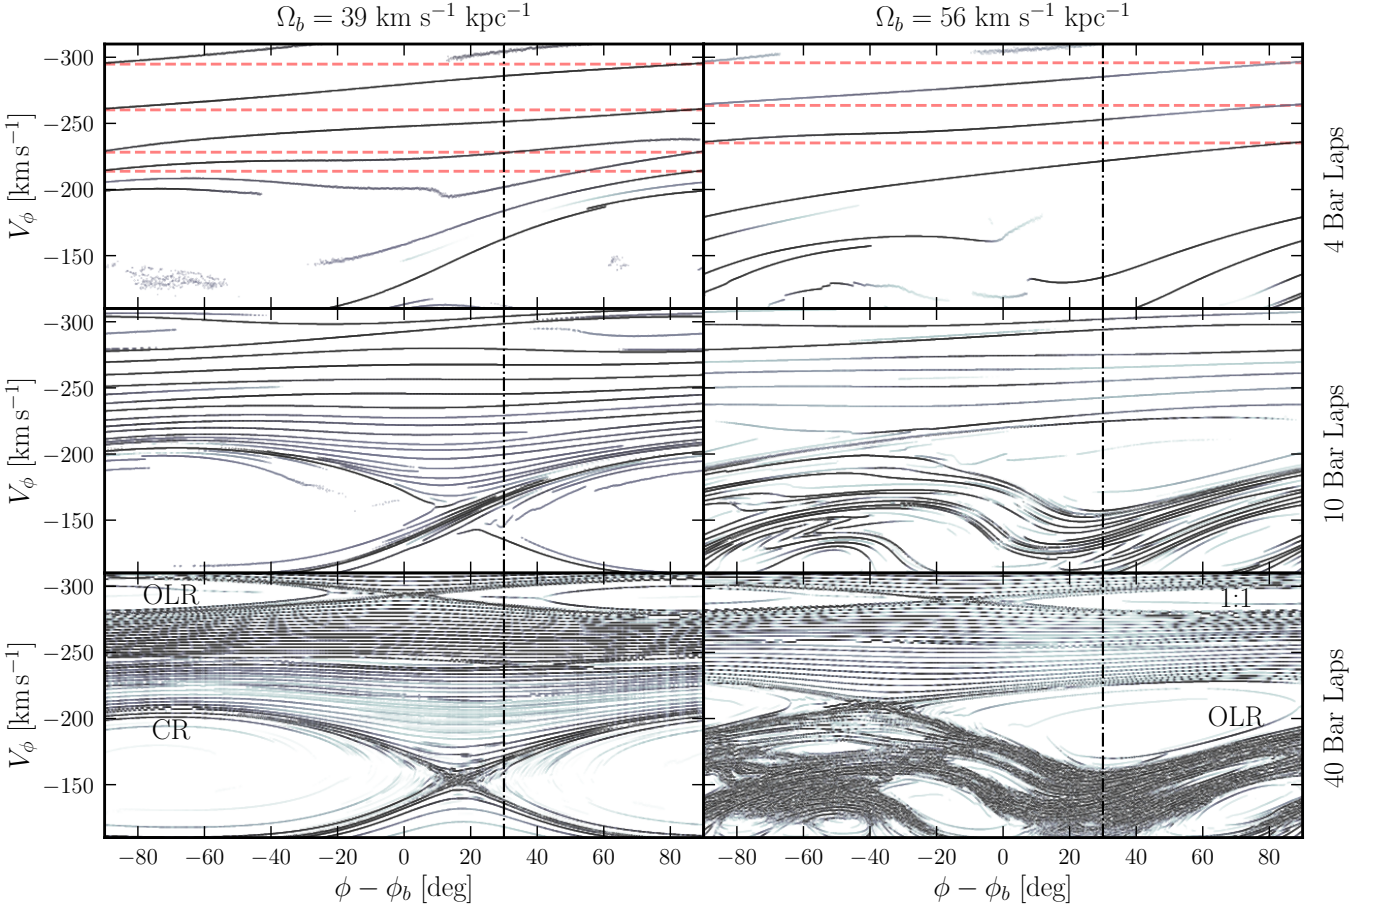 Ω_b = 39 km s⁻¹ kpc⁻¹
Ω_b = 56 km s⁻¹ kpc⁻¹
−300
−250
−200
−150
V_ϕ [km s⁻¹]
4 Bar Laps
−300
−250
−200
−150
V_ϕ [km s⁻¹]
10 Bar Laps
−300
−250
−200
−150
V_ϕ [km s⁻¹]
OLR
CR
1:1
OLR
40 Bar Laps
−80 −60 −40 −20 0 20 40 60 80
−80 −60 −40 −20 0 20 40 60 80
ϕ − ϕ_b [deg]
ϕ − ϕ_b [deg]